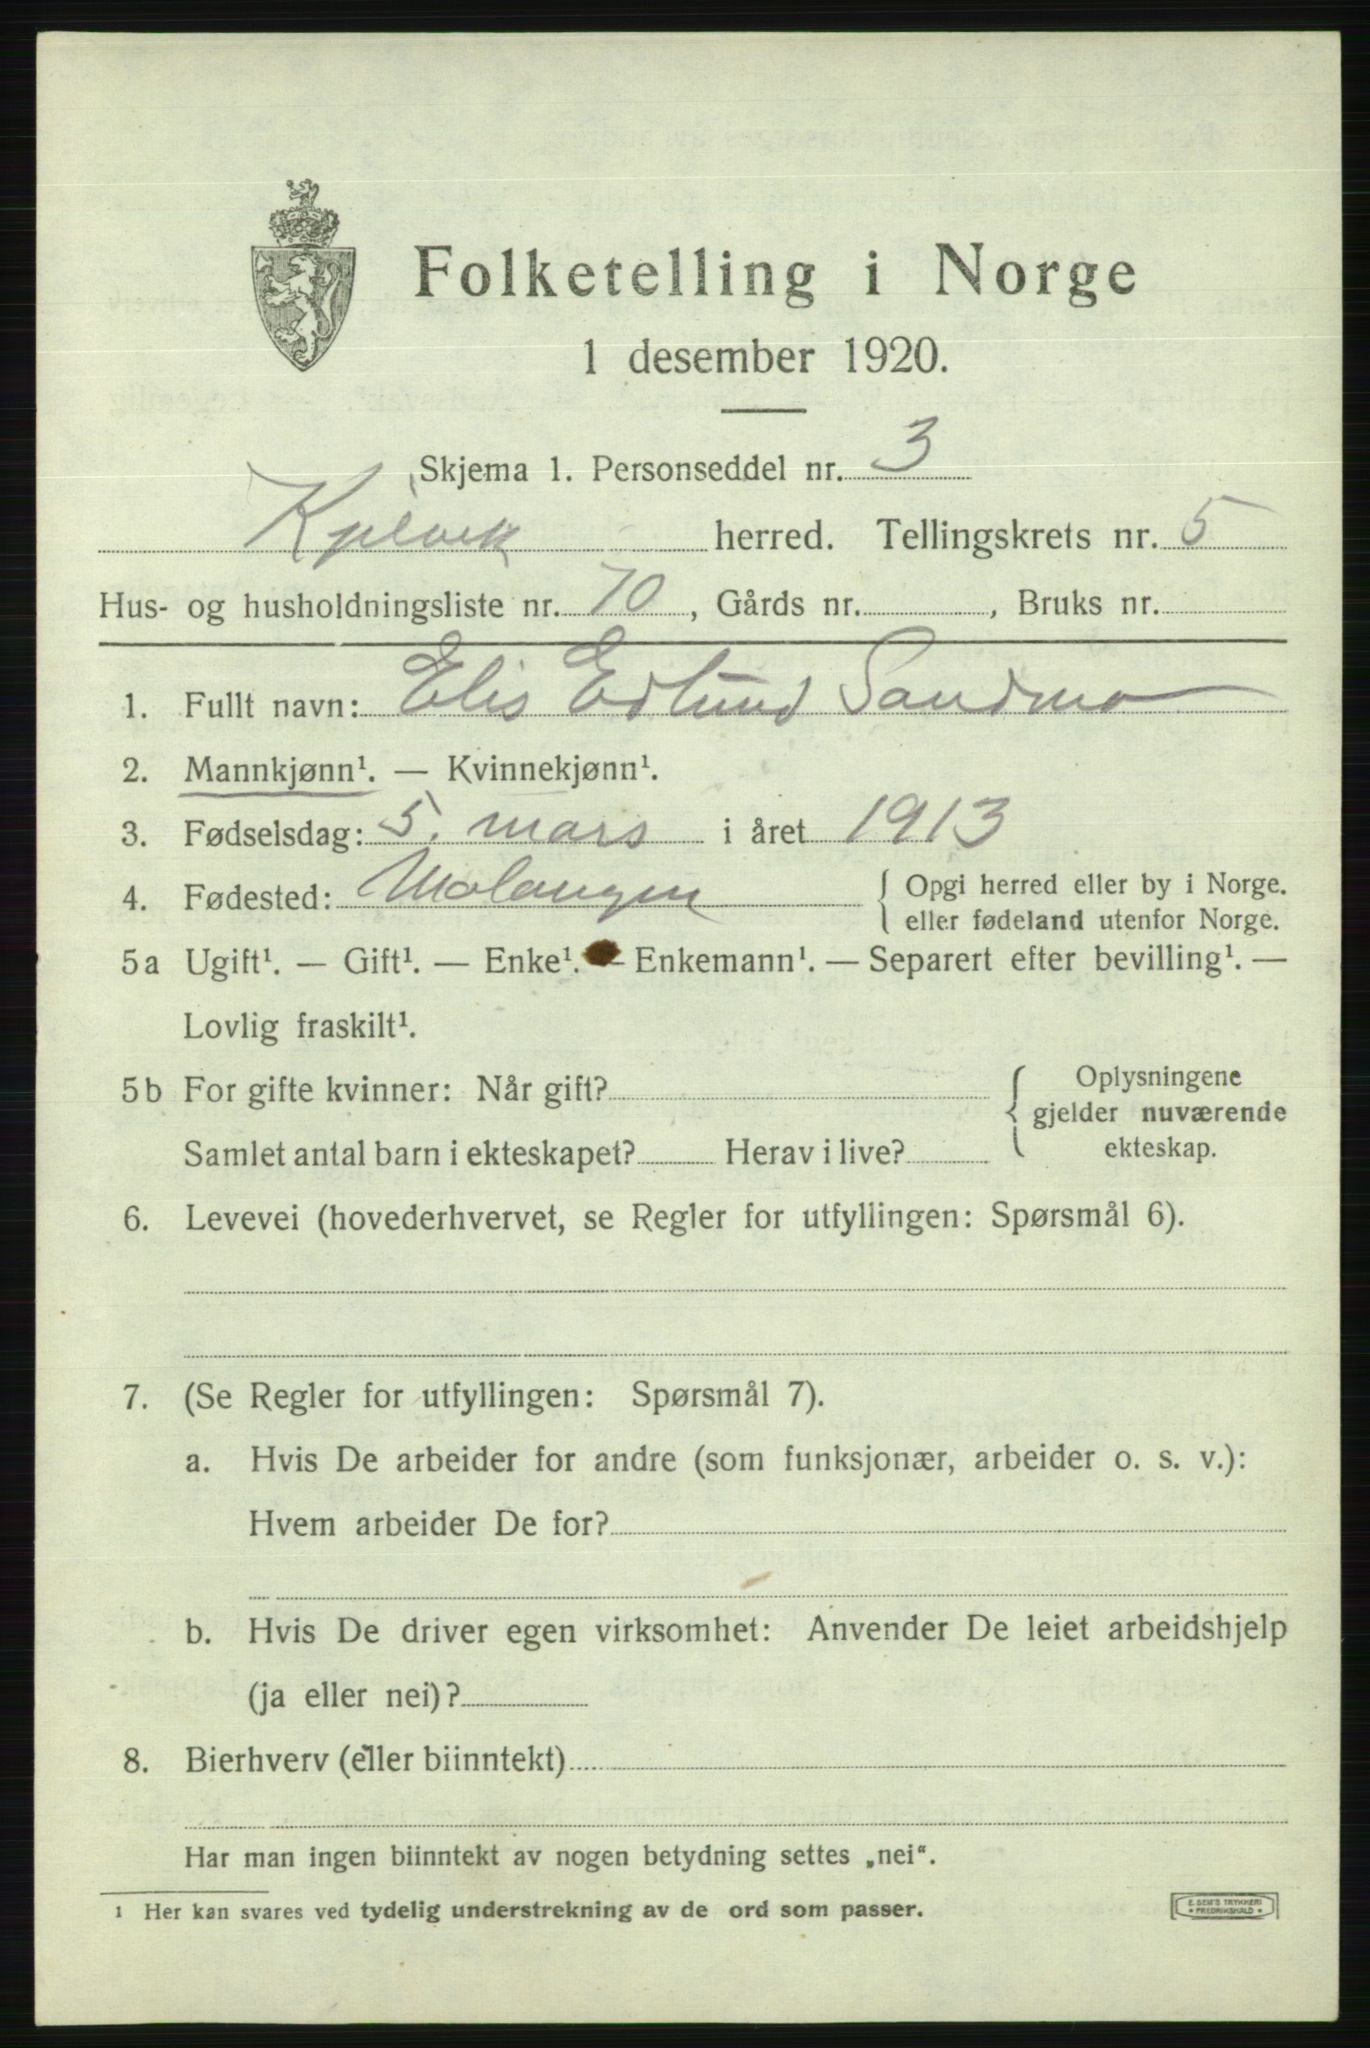 Folketelling i Norge
1 desember 1920.
Skjema 1. Personseddel nr. 3
Kjelvik herred. Tellingskrets nr. 5
Hus- og husholdningsliste nr. 70, Gårds nr. , Bruks nr.
1. Fullt navn: Elis Edlund Sandmo
2. Mannkjønn¹. — Kvinnekjønn¹.
3. Fødselsdag: 5. mars i året 1913
4. Fødested: Malangen { Opgi herred eller by i Norge.
eller fødeland utenfor Norge.
5a Ugift¹. — Gift¹. — Enke¹. — Enkemann¹. — Separert efter bevilling¹. —
Lovlig fraskilt¹.
5b For gifte kvinner: Når gift? { Oplysningene
gjelder nuværende
Samlet antal barn i ekteskapet? Herav i live? ekteskap.
6. Levevei (hovederhvervet, se Regler for utfyllingen: Spørsmål 6).
7. (Se Regler for utfyllingen: Spørsmål 7).
a. Hvis De arbeider for andre (som funksjonær, arbeider o. s. v.):
Hvem arbeider De for?
b. Hvis De driver egen virksomhet: Anvender De leiet arbeidshjelp
(ja eller nei)?
8. Bierhverv (eller biinntekt)
Har man ingen biinntekt av nogen betydning settes „nei“.
1 Her kan svares ved tydelig understrekning av de ord som passer.
E. SEM'S TRYKKERI
FREDRIKSHALD